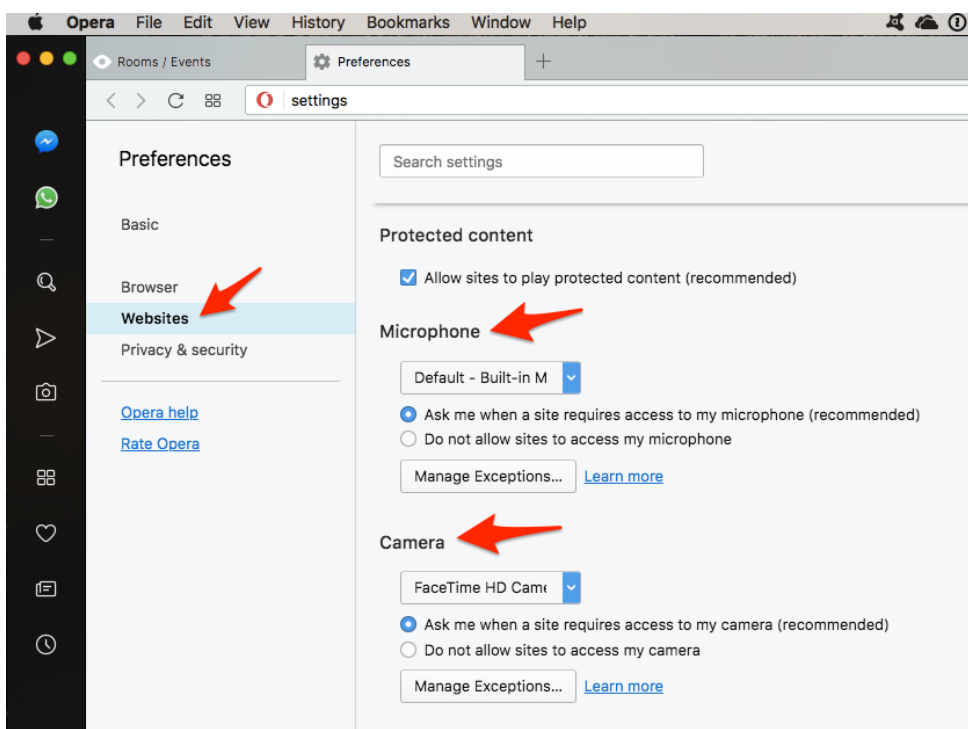 Opera File Edit View History Bookmarks Window Help
Rooms / Events
Preferences
settings
Preferences
Search settings
Basic
Protected content
Allow sites to play protected content (recommended)
Browser
Websites
Privacy & security
Microphone
Default - Built-in M
Ask me when a site requires access to my microphone (recommended)
Do not allow sites to access my microphone
Opera help
Rate Opera
Manage Exceptions... Learn more
Camera
FaceTime HD Came
Ask me when a site requires access to my camera (recommended)
Do not allow sites to access my camera
Manage Exceptions... Learn more